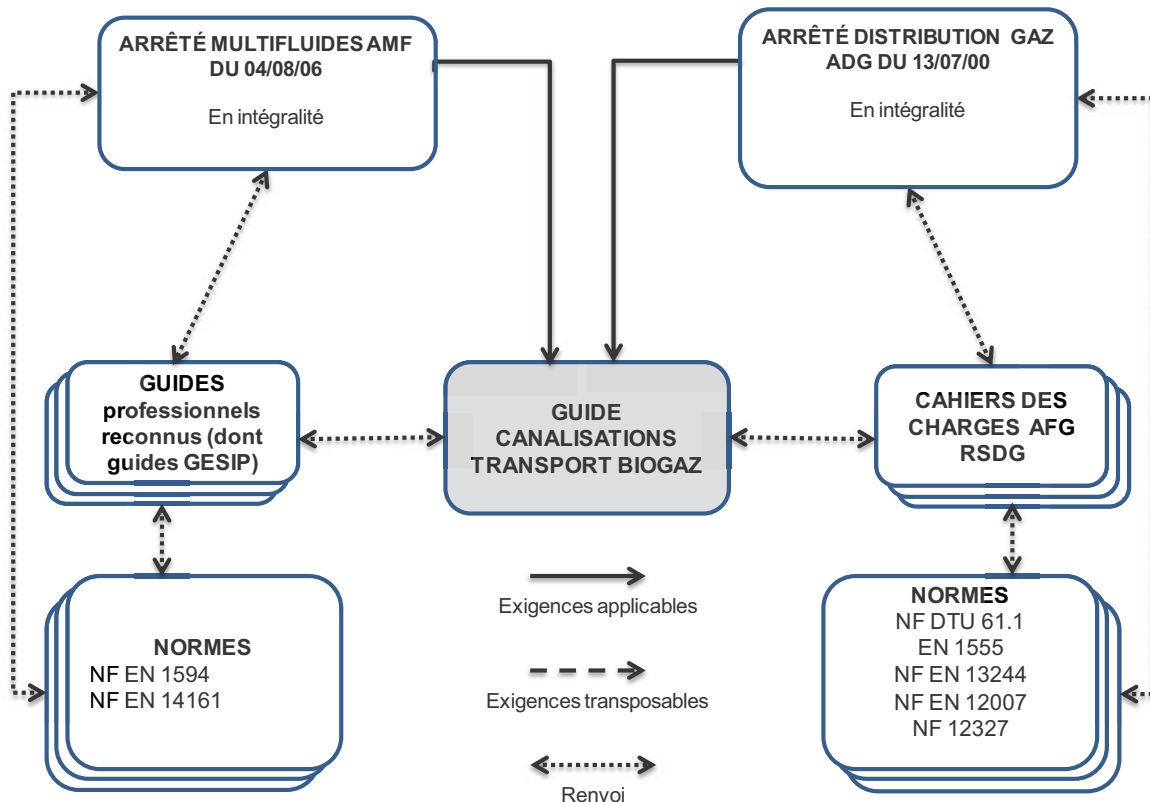 ARRÊTÉ MULTIFLUIDES AMF
DU 04/08/06
En intégralité
ARRÊTÉ DISTRIBUTION GAZ
ADG DU 13/07/00
En intégralité
GUIDES
professionnels
reconnus (dont
guides GESIP)
GUIDE
CANALISATIONS
TRANSPORT BIOGAZ
CAHIERS DES
CHARGES AFG
RSDG
NORMES
NF EN 1594
NF EN 14161
Exigences applicables
Exigences transposables
Renvoi
NORMES
NF DTU 61.1
EN 1555
NF EN 13244
NF EN 12007
NF 12327